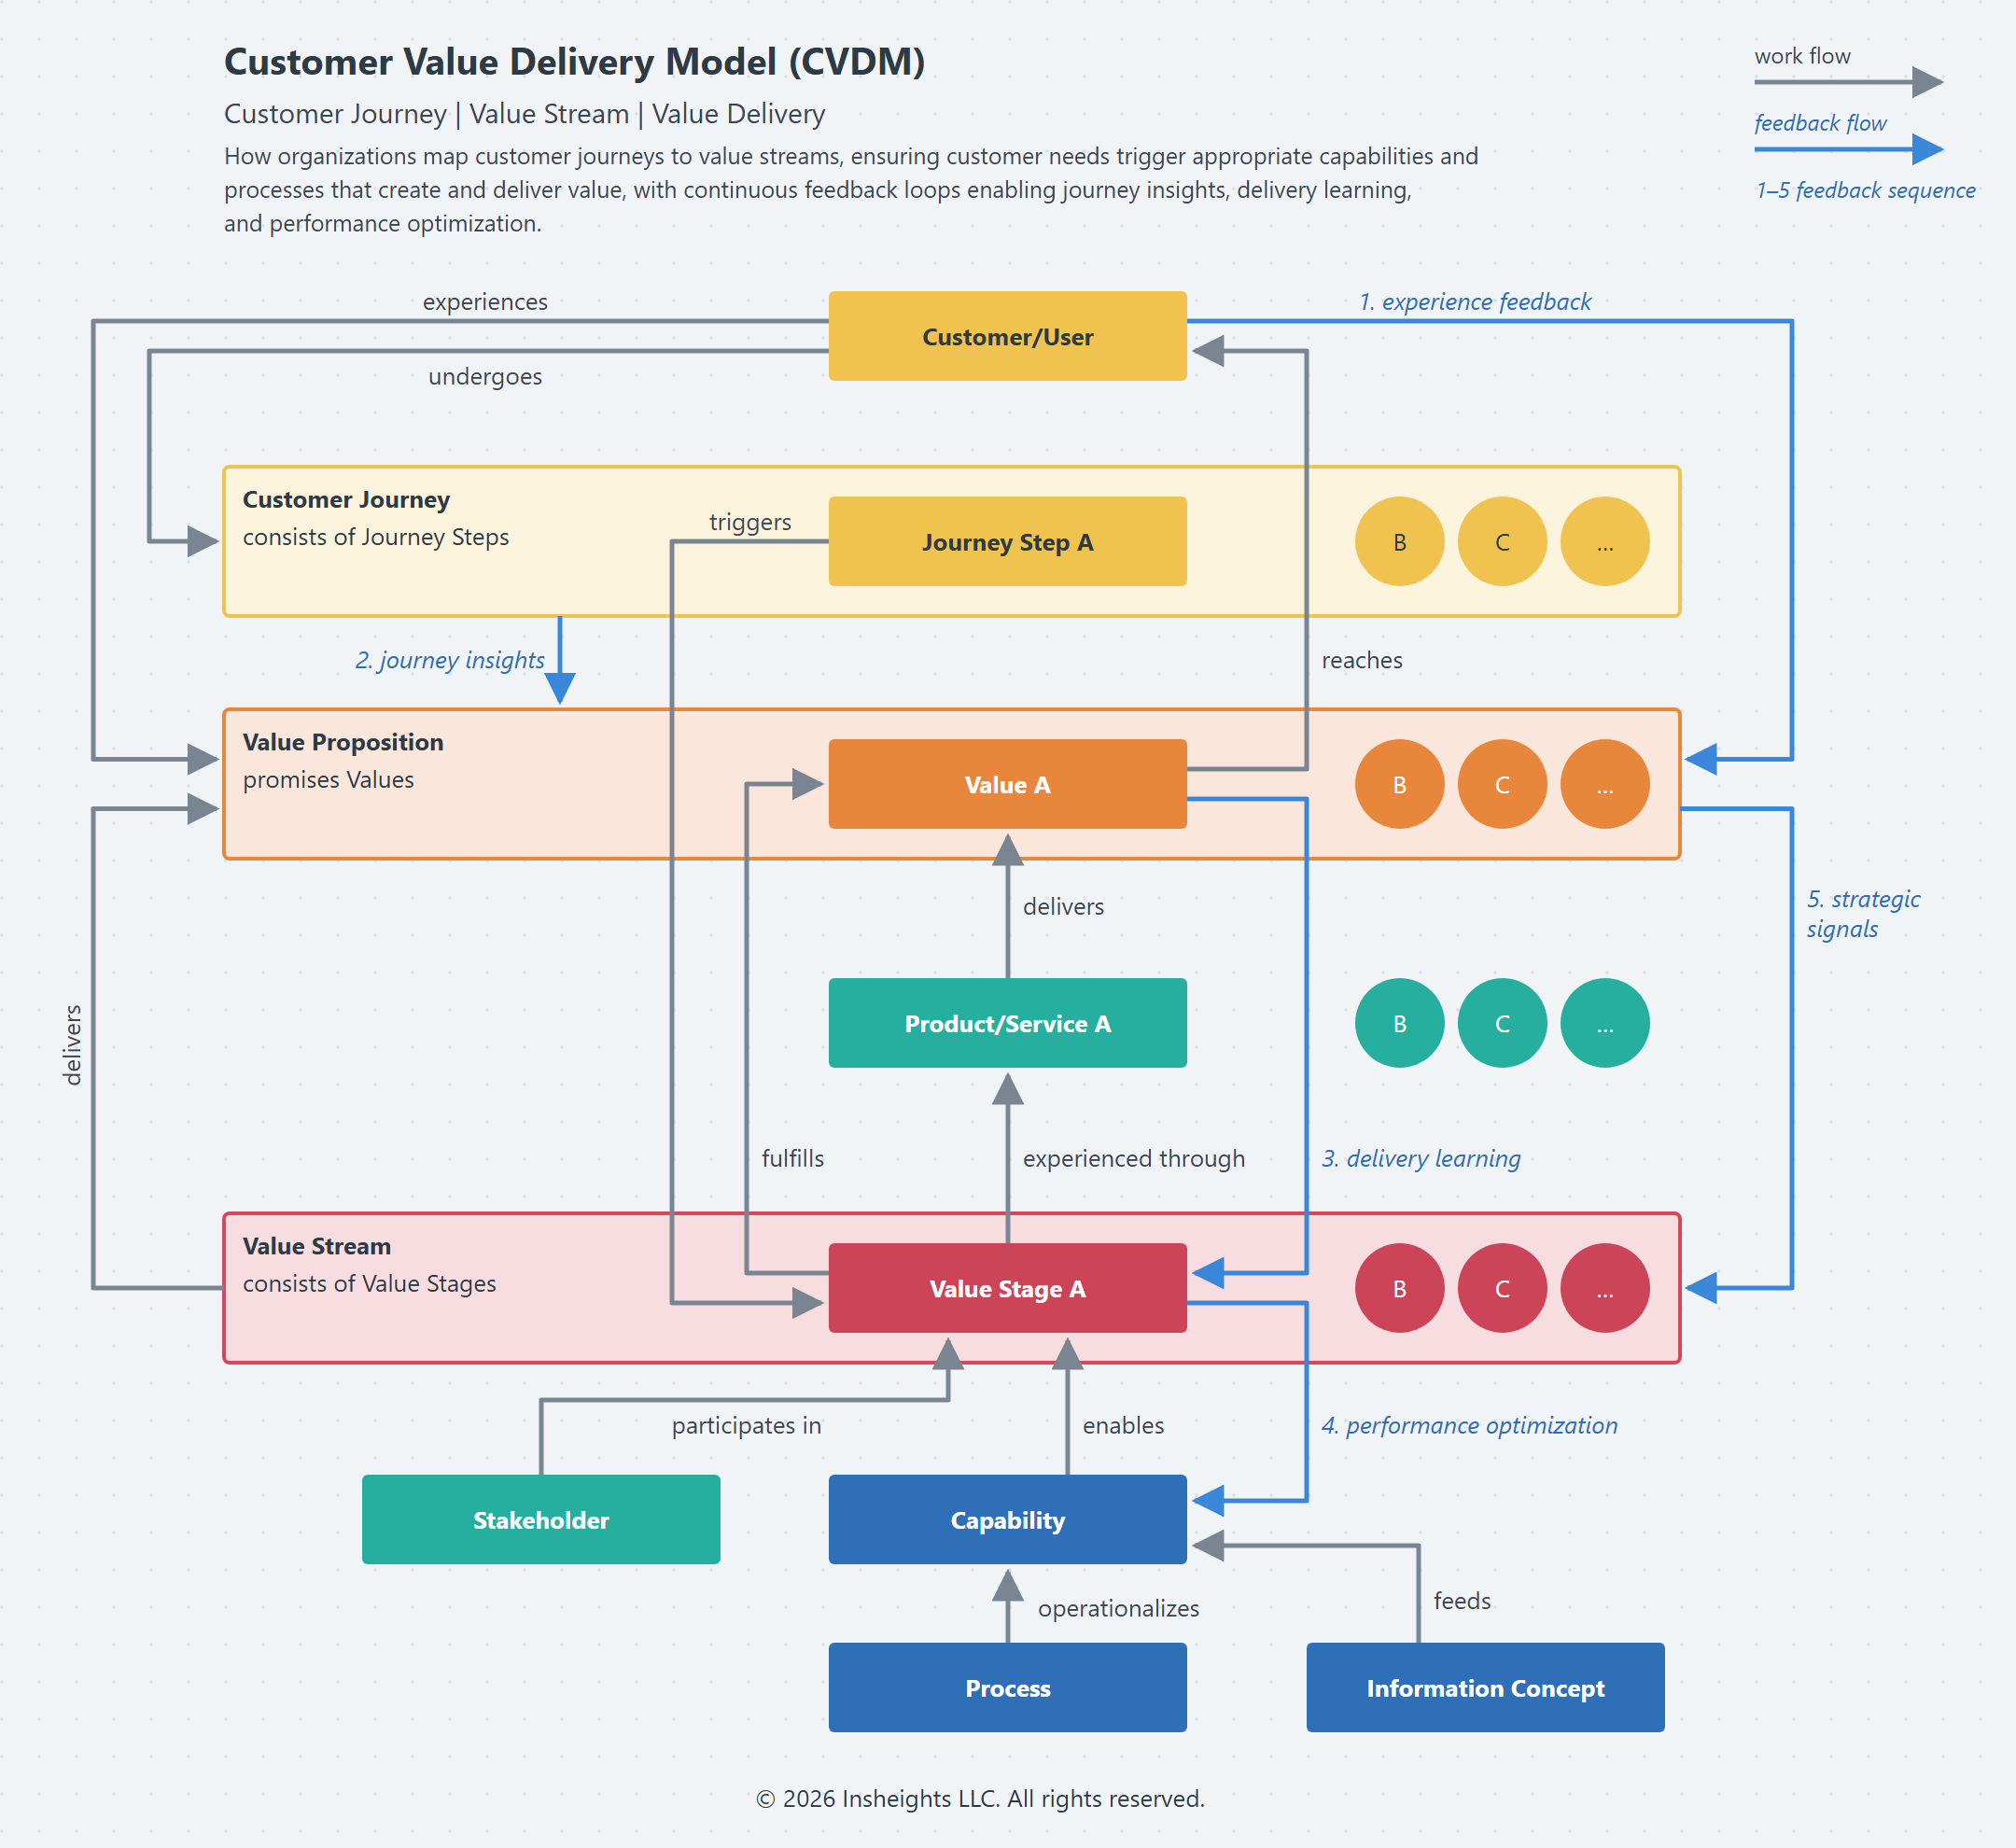 Customer Value Delivery Model (CVDM)
Customer Journey | Value Stream | Value Delivery
How organizations map customer journeys to value streams, ensuring customer needs trigger appropriate capabilities and
processes that create and deliver value, with continuous feedback loops enabling journey insights, delivery learning,
and performance optimization.
work flow
feedback flow
1–5 feedback sequence
experiences
Customer/User
1. experience feedback
undergoes
Customer Journey
consists of Journey Steps
triggers
Journey Step A
B
C
...
2. journey insights
reaches
Value Proposition
promises Values
Value A
B
C
...
delivers
5. strategic
signals
Product/Service A
B
C
...
delivers
fulfills
experienced through
3. delivery learning
Value Stream
consists of Value Stages
Value Stage A
B
C
...
participates in
enables
4. performance optimization
Stakeholder
Capability
operationalizes
feeds
Process
Information Concept
© 2026 Insheights LLC. All rights reserved.